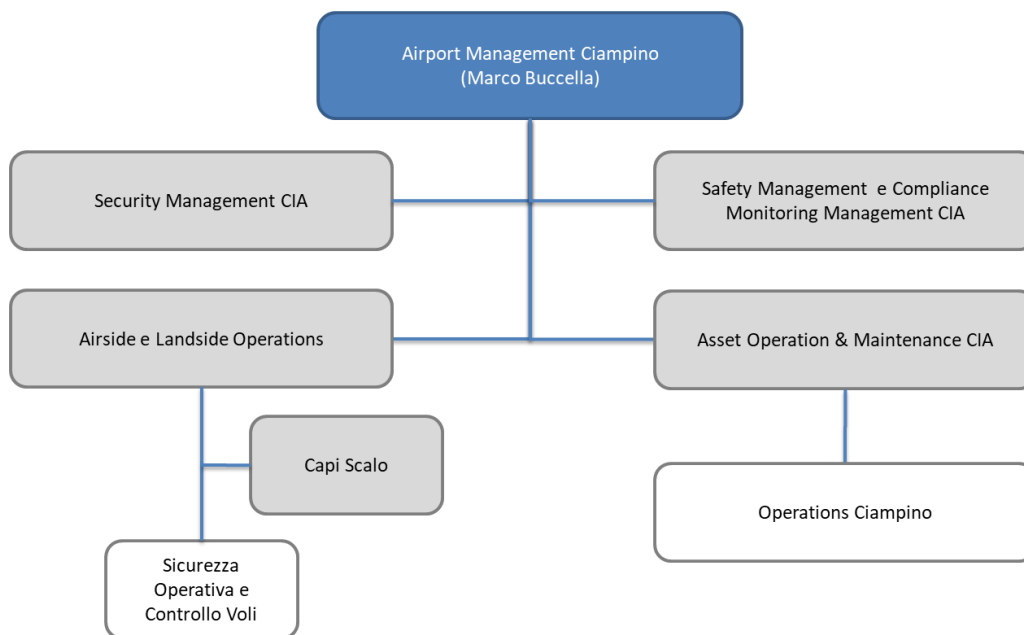 Airport Management Ciampino
(Marco Buccella)
Security Management CIA
Safety Management e Compliance
Monitoring Management CIA
Airside e Landside Operations
Asset Operation & Maintenance CIA
Capi Scalo
Operations Ciampino
Sicurezza
Operativa e
Controllo Voli